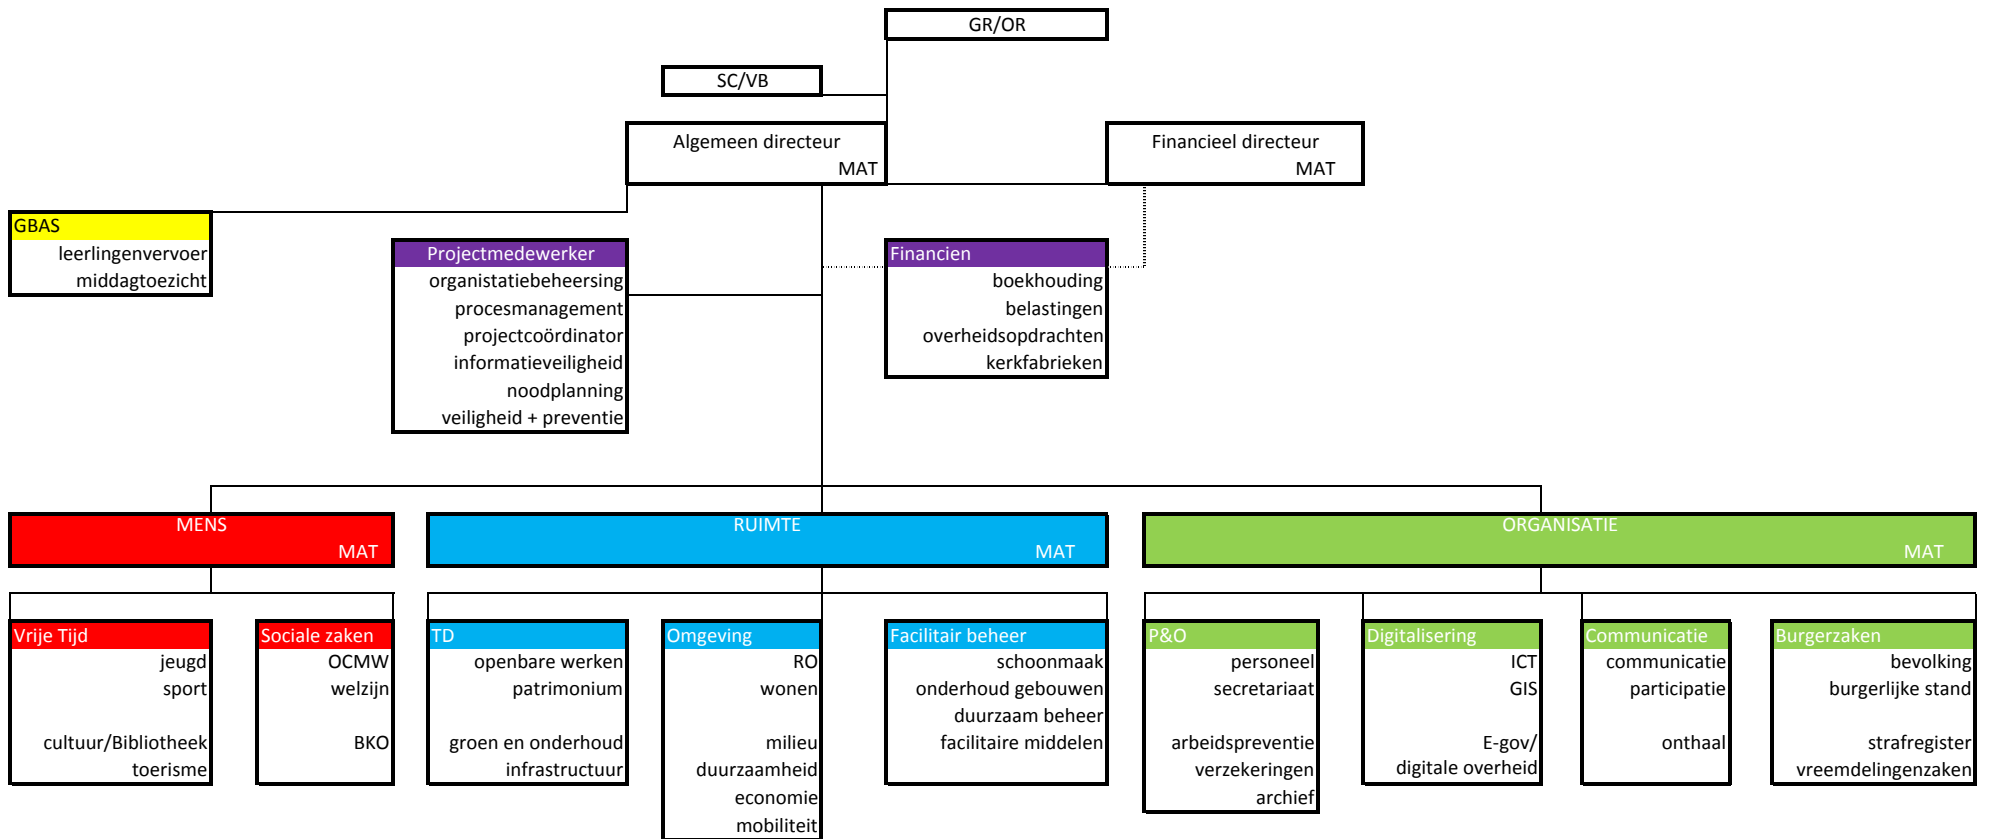 GR/OR
SC/VB
Algemeen directeur
MAT
Financieel directeur
MAT
GBAS
leerlingenvervoer
middagtoezicht
Projectmedewerker
organistatiebeheersing
procesmanagement
projectcoördinator
informatieveiligheid
noodplanning
veiligheid + preventie
Financien
boekhouding
belastingen
overheidsopdrachten
kerkfabrieken
MENS
MAT
RUIMTE
MAT
ORGANISATIE
MAT
Vrije Tijd
jeugd
sport
cultuur/Bibliotheek
toerisme
Sociale zaken
OCMW
welzijn
BKO
TD
openbare werken
patrimonium
groen en onderhoud
infrastructuur
Omgeving
RO
wonen
milieu
duurzaamheid
economie
mobiliteit
Facilitair beheer
schoonmaak
onderhoud gebouwen
duurzaam beheer
facilitaire middelen
P&O
personeel
secretariaat
arbeidspreventie
verzekeringen
archief
Digitalisering
ICT
GIS
E-gov/
digitale overheid
Communicatie
communicatie
participatie
onthaal
Burgerzaken
bevolking
burgerlijke stand
strafregister
vreemdelingenzaken